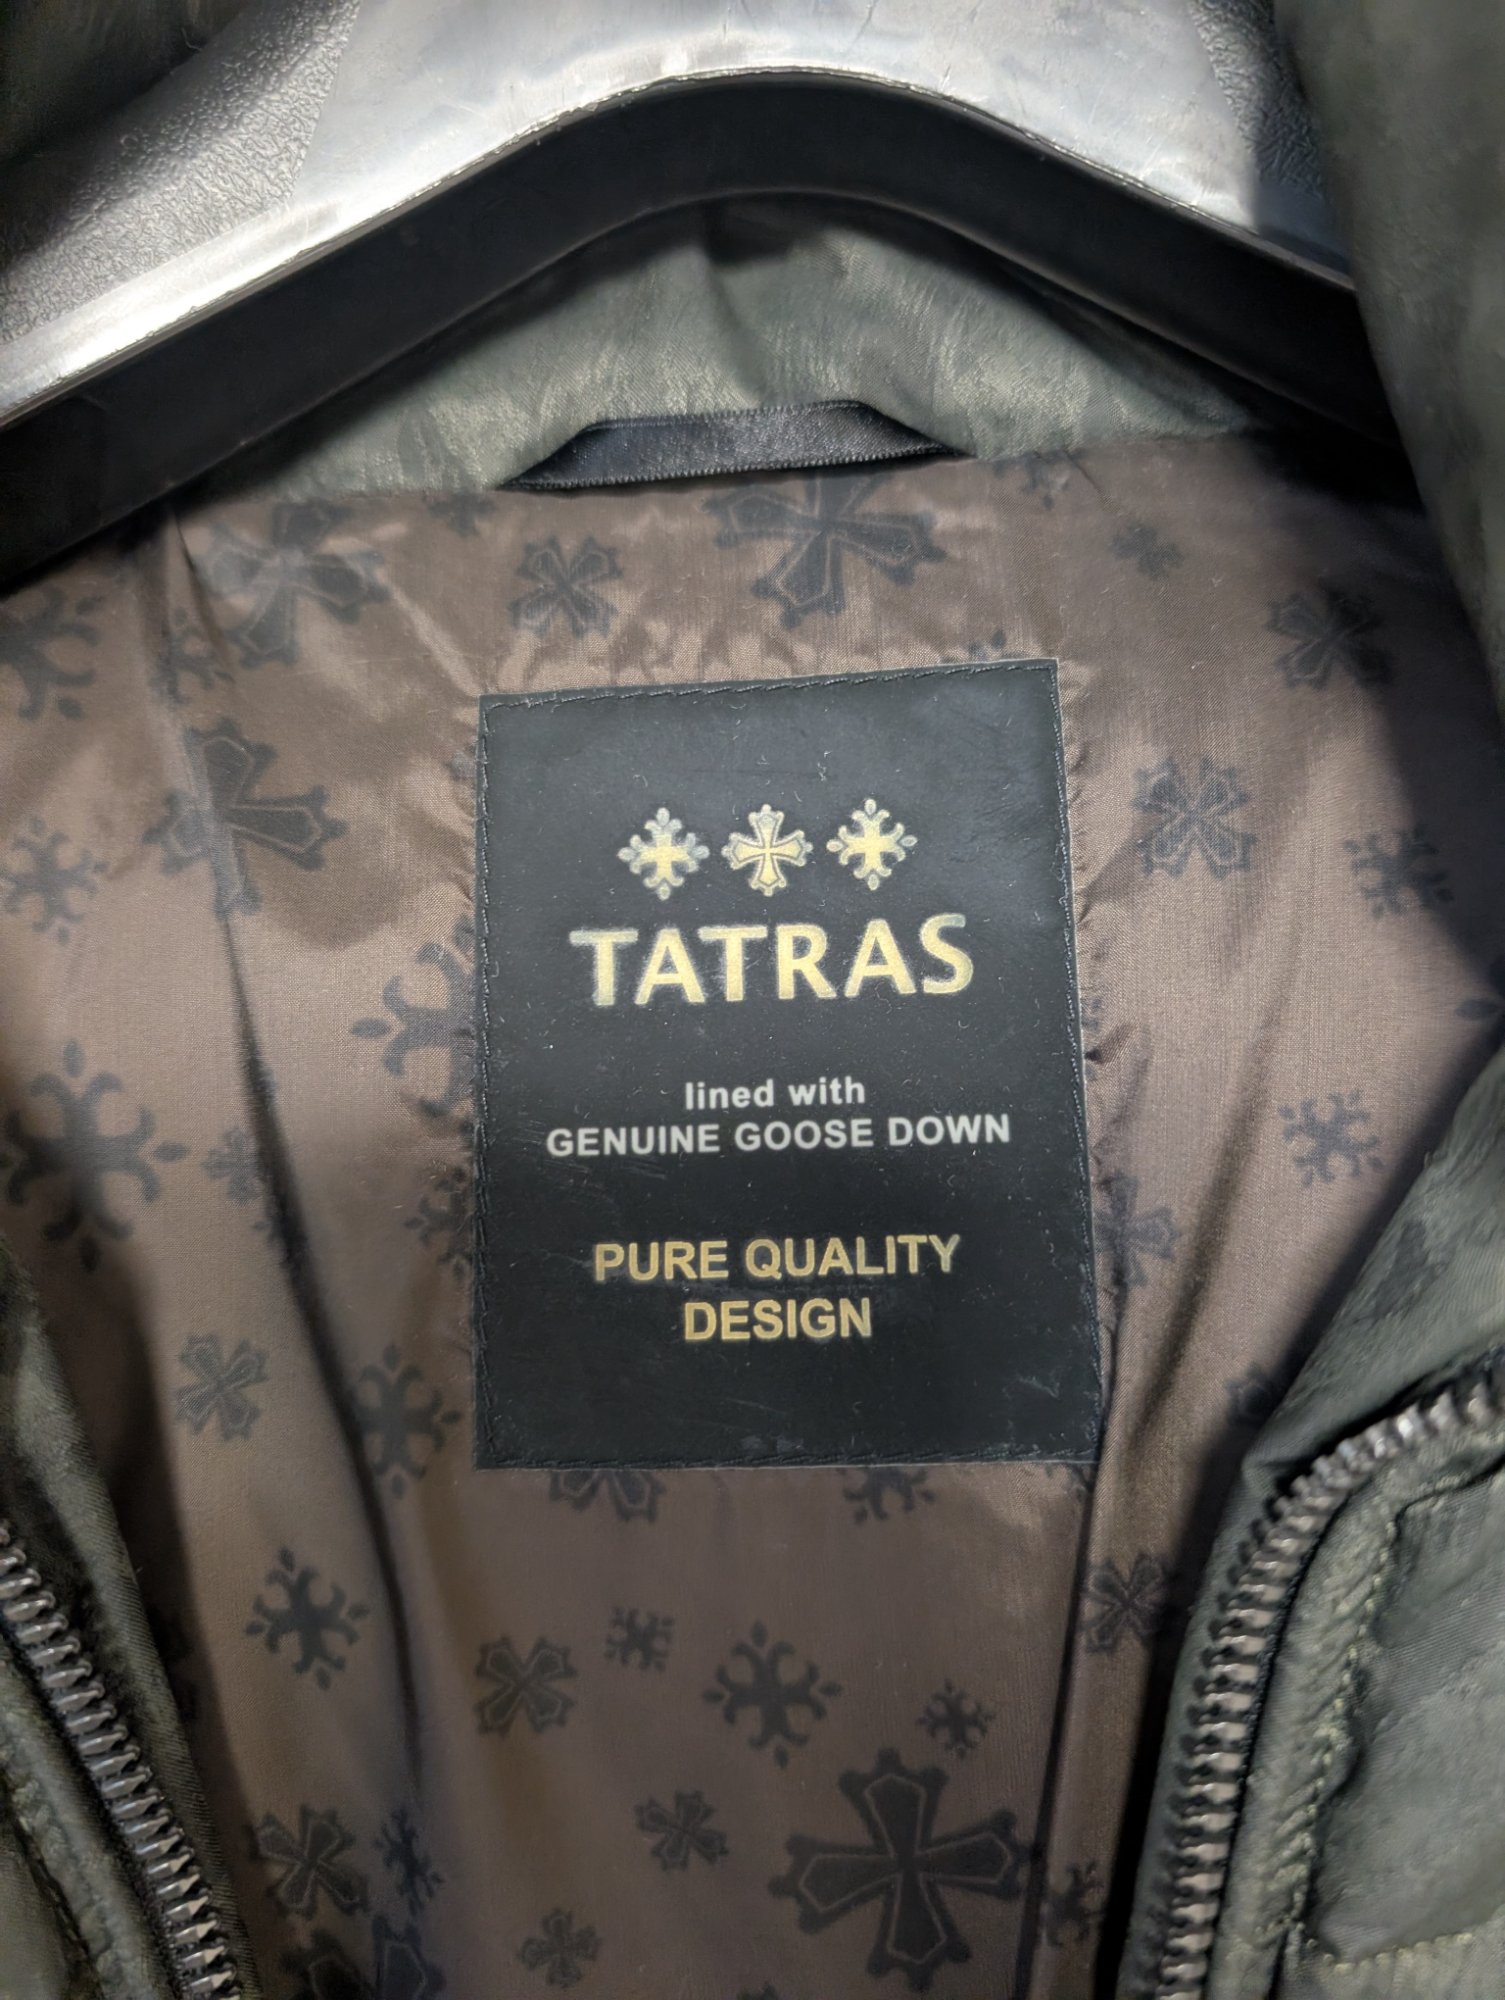 TATRAS
lined with
GENUINE GOOSE DOWN
PURE QUALITY
DESIGN